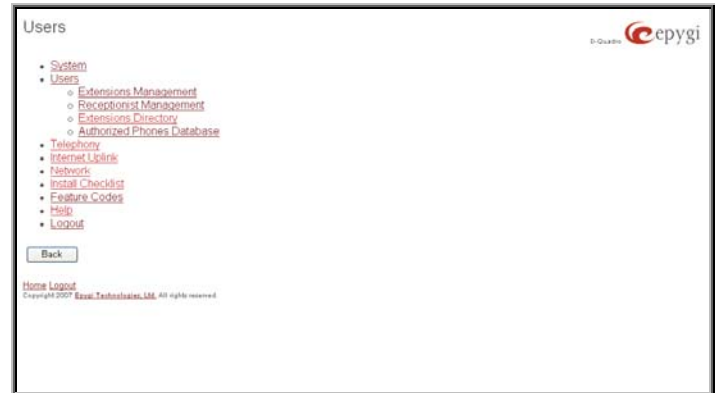 Users
D-Quadro epygi
System
Users
Extensions Management
Receptionist Management
Extensions Directory
Authorized Phones Database
Telephony
Internet Uplink
Network
Install Checklist
Feature Codes
Help
Logout
Back
Home Logout
Copyright 2007 Epygi Technologies, Ltd. All rights reserved.